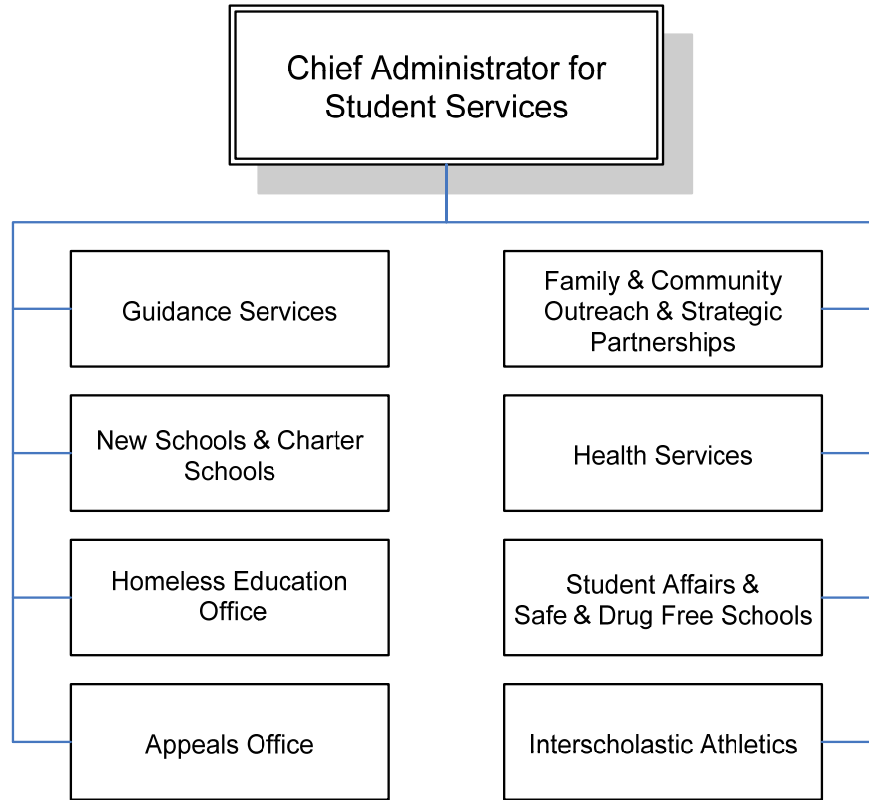 Chief Administrator for
Student Services
Guidance Services
Family & Community
Outreach & Strategic
Partnerships
New Schools & Charter
Schools
Health Services
Homeless Education
Office
Student Affairs &
Safe & Drug Free Schools
Appeals Office
Interscholastic Athletics